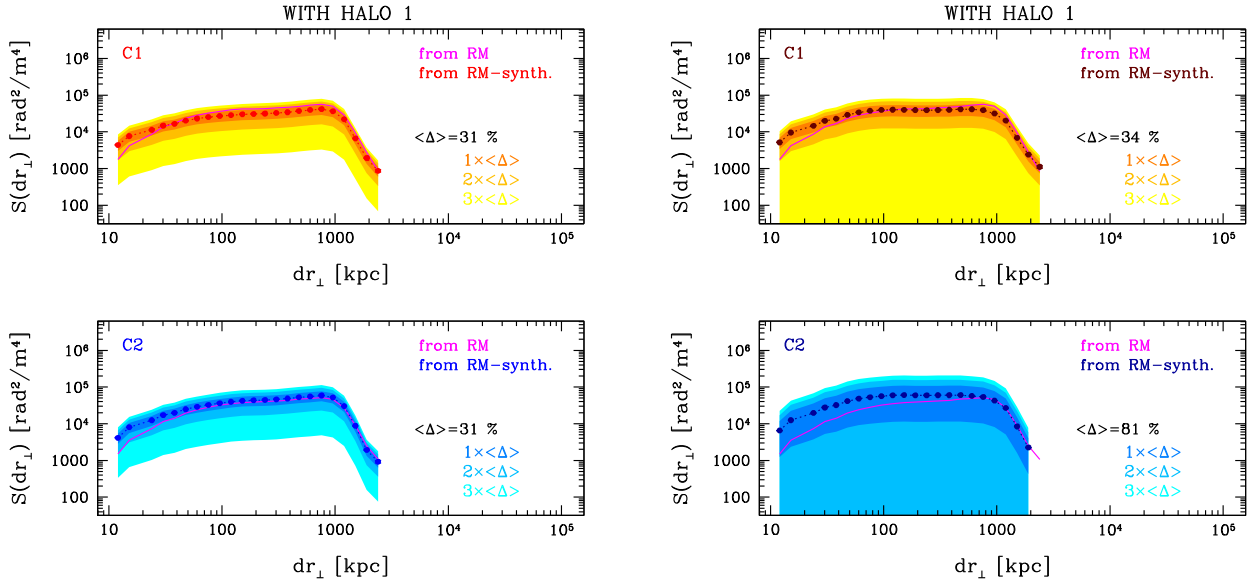 WITH HALO 1
C1
from RM
from RM-synth.
<Δ>=31 %
1×<Δ>
2×<Δ>
3×<Δ>
S(dr⊥) [rad²/m⁴]
10⁶
10⁵
10⁴
1000
100
10
100
1000
10⁴
10⁵
dr⊥ [kpc]
WITH HALO 1
C1
from RM
from RM-synth.
<Δ>=34 %
1×<Δ>
2×<Δ>
3×<Δ>
S(dr⊥) [rad²/m⁴]
10⁶
10⁵
10⁴
1000
100
10
100
1000
10⁴
10⁵
dr⊥ [kpc]
C2
from RM
from RM-synth.
<Δ>=31 %
1×<Δ>
2×<Δ>
3×<Δ>
S(dr⊥) [rad²/m⁴]
10⁶
10⁵
10⁴
1000
100
10
100
1000
10⁴
10⁵
dr⊥ [kpc]
C2
from RM
from RM-synth.
<Δ>=81 %
1×<Δ>
2×<Δ>
3×<Δ>
S(dr⊥) [rad²/m⁴]
10⁶
10⁵
10⁴
1000
100
10
100
1000
10⁴
10⁵
dr⊥ [kpc]